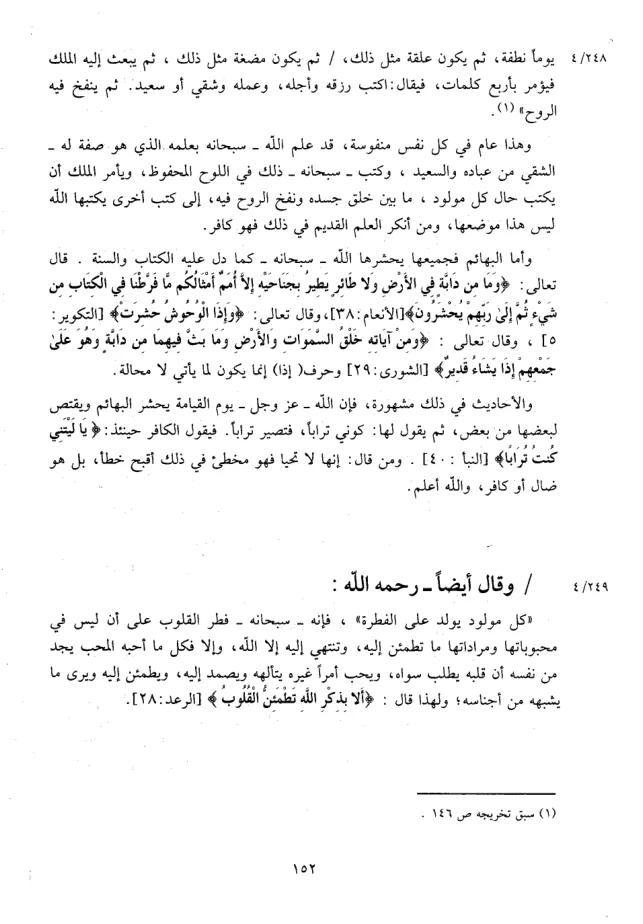 ٤/٢٤٨ يوماً نطفة، ثم يكون علقة مثل ذلك، / ثم يكون مضغة مثل ذلك ، ثم يبعث إليه الملك
فيؤمر بأربع كلمات، فيقال:اكتب رزقه وأجله، وعمله وشقي أو سعيد. ثم ينفخ فيه
الروح» (١).
وهذا عام في كل نفس منفوسة، قد علم الله ـ سبحانه بعلمه الذي هو صفة له ـ
الشقي من عباده والسعيد ، وكتب ـ سبحانه ـ ذلك في اللوح المحفوظ، ويأمر الملك أن
يكتب حال كل مولود ، ما بين خلق جسده ونفخ الروح فيه، إلى كتب أخرى يكتبها الله
ليس هذا موضعها، ومن أنكر العلم القديم في ذلك فهو كافر.
وأما البهائم فجميعها يحشرها الله ـ سبحانه ـ كما دل عليه الكتاب والسنة . قال
تعالى: ﴿وَمَا مِن دَابَّةٍ فِي الأَرْضِ وَلا طَائِرٍ يَطِيرُ بِجَنَاحَيْهِ إِلاَّ أُمَمٌ أَمْثَالُكُم مَّا فَرَّطْنَا فِي الْكِتَابِ مِن
شَيْءٍ ثُمَّ إِلَىٰ رَبِّهِمْ يُحْشَرُونَ﴾[الأنعام:٣٨]،وقال تعالى: ﴿وَإِذَا الْوُحُوشُ حُشِرَتْ﴾ [التكوير:
٥] ، وقال تعالى : ﴿وَمِنْ آيَاتِهِ خَلْقُ السَّمَوَاتِ وَالأَرْضِ وَمَا بَثَّ فِيهِمَا مِن دَابَّةٍ وَهُوَ عَلَىٰ
جَمْعِهِمْ إِذَا يَشَاءُ قَدِيرٌ﴾ [الشورى:٢٩] وحرف( إذا) إنما يكون لما يأتي لا محالة.
والأحاديث في ذلك مشهورة، فإن الله ـ عز وجل ـ يوم القيامة يحشر البهائم ويقتص
لبعضها من بعض، ثم يقول لها: كوني تراباً، فتصير تراباً. فيقول الكافر حينئذ:﴿ يَا لَيْتَنِي
كُنتُ تُرَابًا﴾ [النبأ :٤٠] . ومن قال: إنها لا تحيا فهو مخطئ في ذلك أقبح خطأ، بل هو
ضال أو كافر، والله أعلم.
٤/٢٤٩ / وقال أيضاً ـ رحمه الله :
«كل مولود يولد على الفطرة» ، فإنه ـ سبحانه ـ فطر القلوب على أن ليس في
محبوباتها ومراداتها ما تطمئن إليه، وتنتهي إليه إلا الله، وإلا فكل ما أحبه المحب يجد
من نفسه أن قلبه يطلب سواه، ويحب أمراً غيره يتألهه ويصمد إليه، ويطمئن إليه ويرى ما
يشبهه من أجناسه؛ ولهذا قال : ﴿أَلا بِذِكْرِ اللَّهِ تَطْمَئِنُّ الْقُلُوبُ﴾ [الرعد:٢٨].
(١) سبق تخريجه ص ١٤٦ .
١٥٢